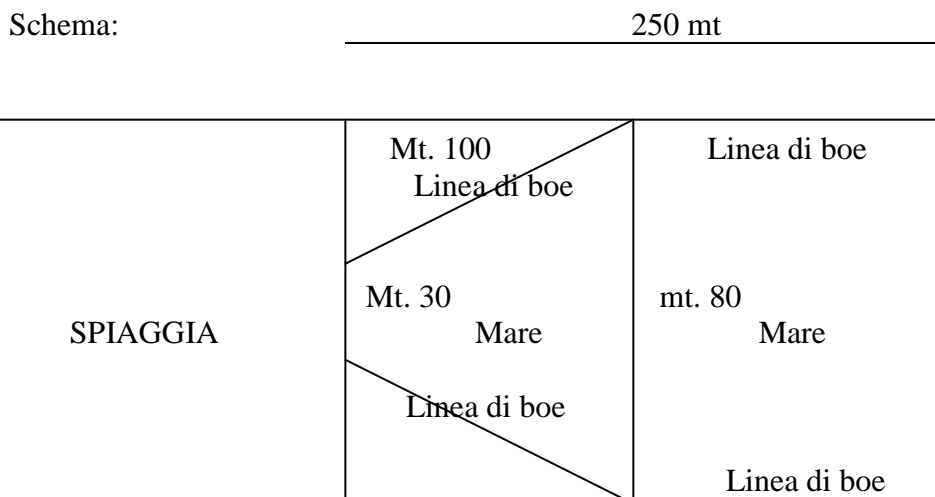 Schema: 250 mt
Mt. 100 Linea di boe
Linea di boe
Mt. 30 mt. 80
SPIAGGIA Mare Mare
Linea di boe
Linea di boe